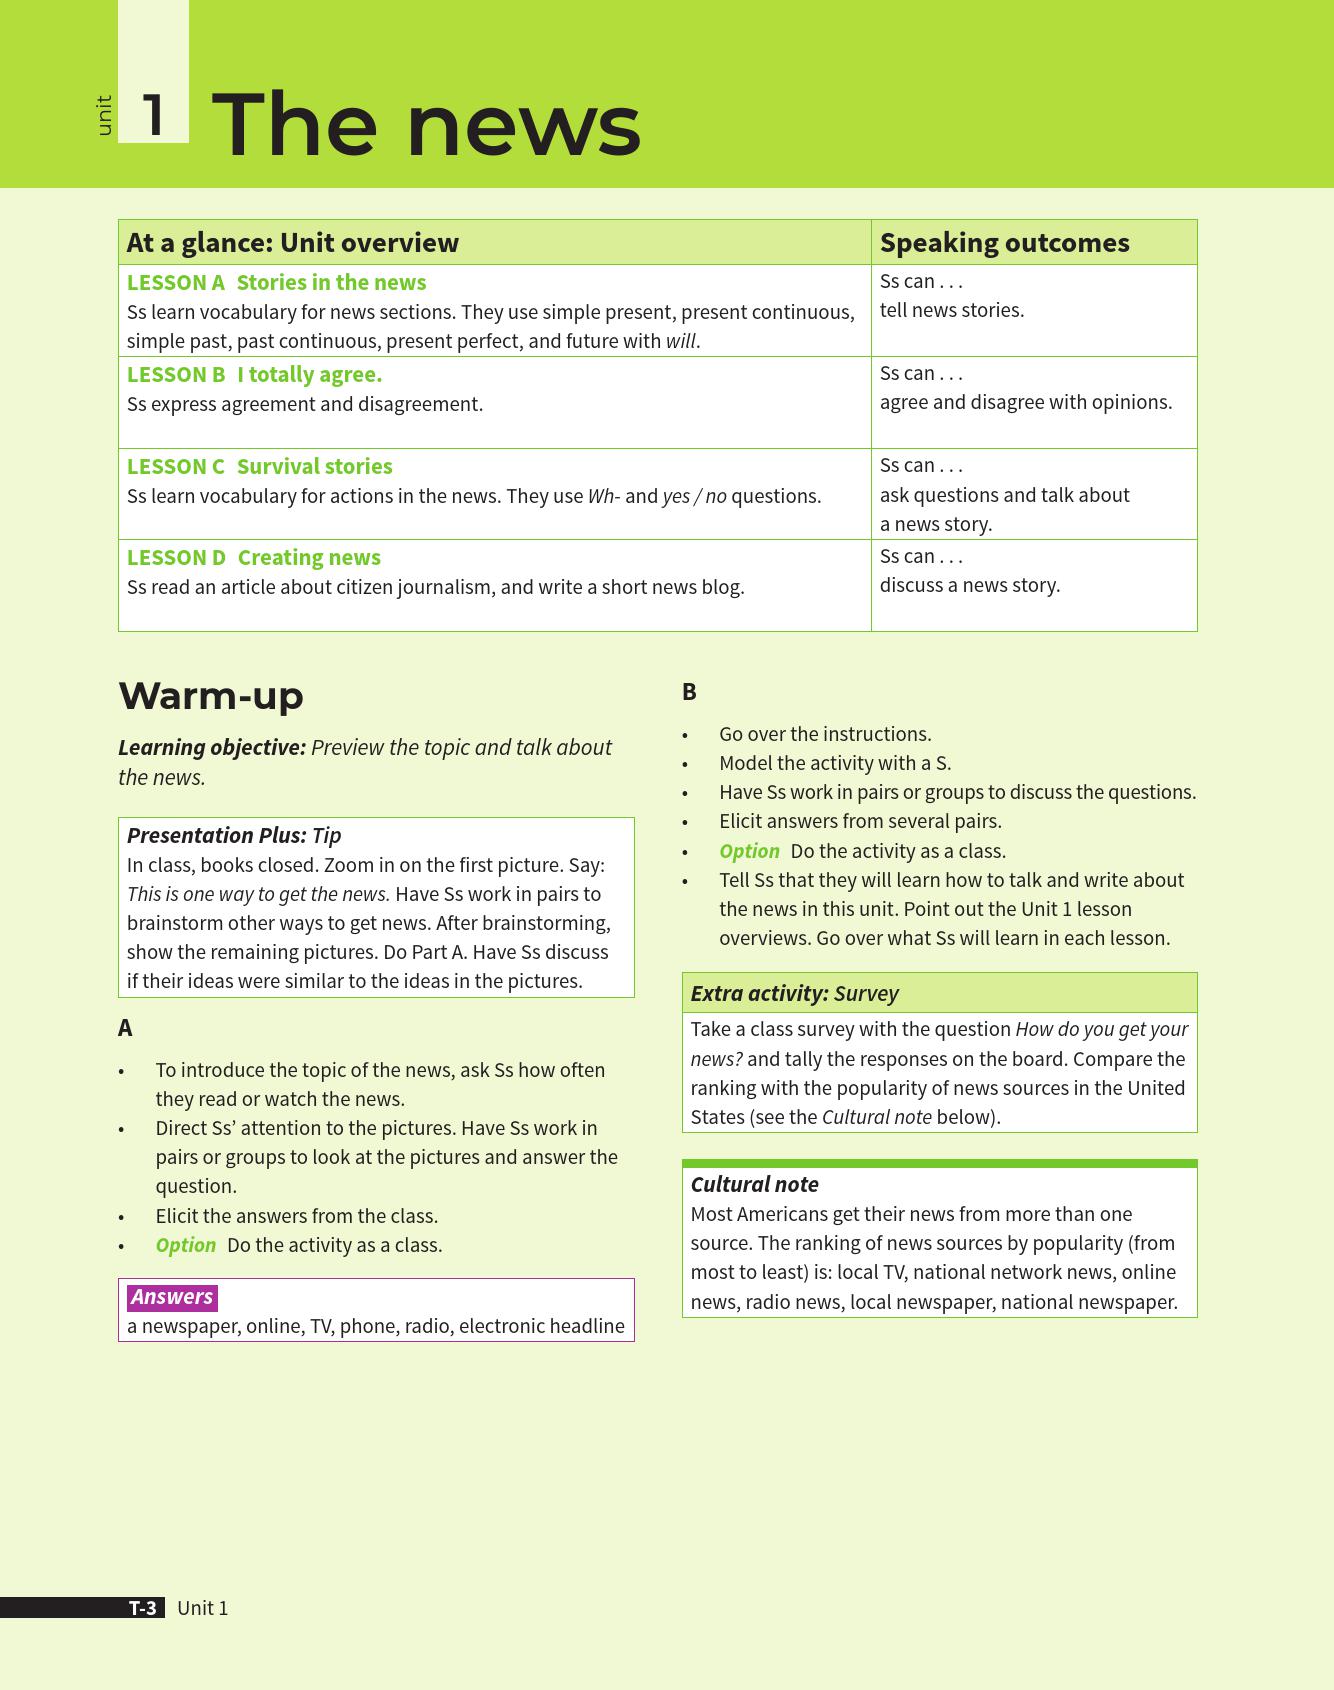 unit
1 The news
At a glance: Unit overview
Speaking outcomes
LESSON A Stories in the news
Ss learn vocabulary for news sections. They use simple present, present continuous,
simple past, past continuous, present perfect, and future with will.
Ss can . . .
tell news stories.
LESSON B I totally agree.
Ss express agreement and disagreement.
Ss can . . .
agree and disagree with opinions.
LESSON C Survival stories
Ss learn vocabulary for actions in the news. They use Wh- and yes / no questions.
Ss can . . .
ask questions and talk about
a news story.
LESSON D Creating news
Ss read an article about citizen journalism, and write a short news blog.
Ss can . . .
discuss a news story.
Warm-up
Learning objective: Preview the topic and talk about
the news.
Presentation Plus: Tip
In class, books closed. Zoom in on the first picture. Say:
This is one way to get the news. Have Ss work in pairs to
brainstorm other ways to get news. After brainstorming,
show the remaining pictures. Do Part A. Have Ss discuss
if their ideas were similar to the ideas in the pictures.
A
• To introduce the topic of the news, ask Ss how often
they read or watch the news.
• Direct Ss’ attention to the pictures. Have Ss work in
pairs or groups to look at the pictures and answer the
question.
• Elicit the answers from the class.
• Option Do the activity as a class.
Answers
a newspaper, online, TV, phone, radio, electronic headline
B
• Go over the instructions.
• Model the activity with a S.
• Have Ss work in pairs or groups to discuss the questions.
• Elicit answers from several pairs.
• Option Do the activity as a class.
• Tell Ss that they will learn how to talk and write about
the news in this unit. Point out the Unit 1 lesson
overviews. Go over what Ss will learn in each lesson.
Extra activity: Survey
Take a class survey with the question How do you get your
news? and tally the responses on the board. Compare the
ranking with the popularity of news sources in the United
States (see the Cultural note below).
Cultural note
Most Americans get their news from more than one
source. The ranking of news sources by popularity (from
most to least) is: local TV, national network news, online
news, radio news, local newspaper, national newspaper.
T-3 Unit 1